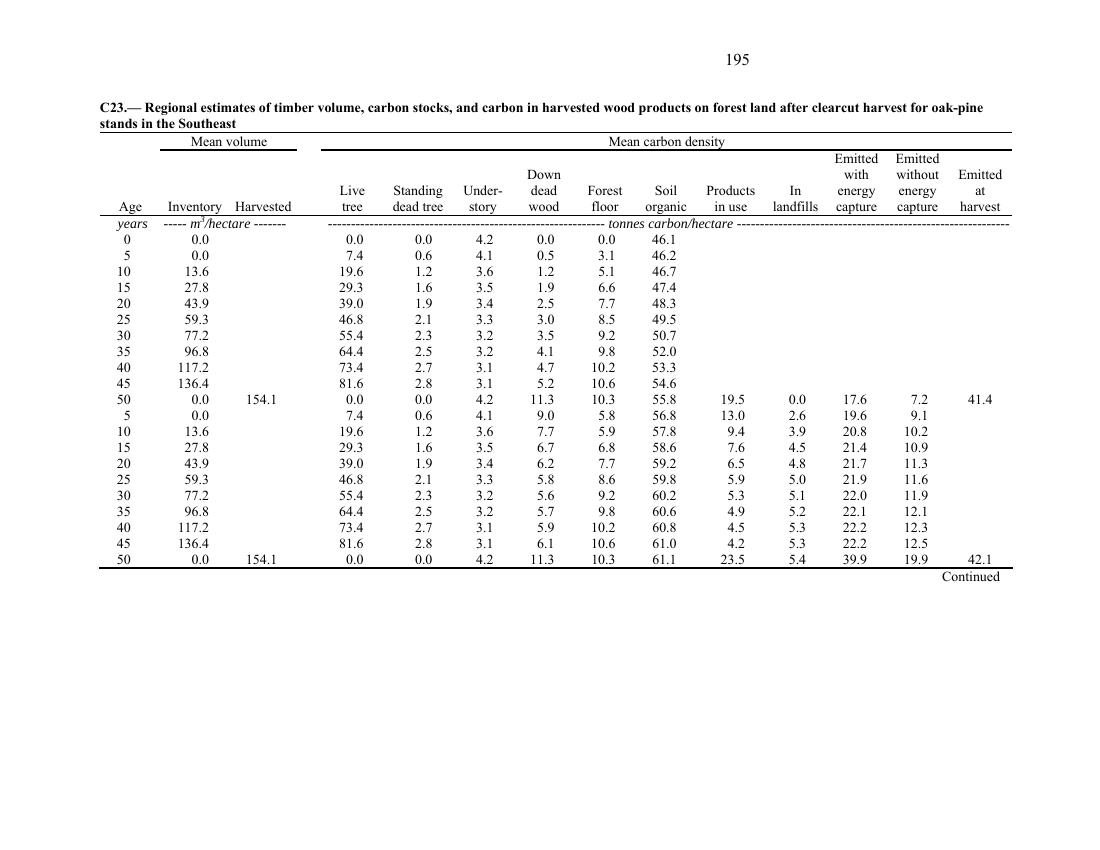 195
C23.— Regional estimates of timber volume, carbon stocks, and carbon in harvested wood products on forest land after clearcut harvest for oak-pine
stands in the Southeast
Mean volume Mean carbon density
Age Inventory Harvested Live tree Standing dead tree Under-story Down dead wood Forest floor Soil organic Products in use In landfills Emitted with energy capture Emitted without energy capture Emitted at harvest
years ----- m³/hectare ------- ---------------------------------------------------------- tonnes carbon/hectare ----------------------------------------------------------
0 0.0 0.0 0.0 4.2 0.0 0.0 46.1
5 0.0 7.4 0.6 4.1 0.5 3.1 46.2
10 13.6 19.6 1.2 3.6 1.2 5.1 46.7
15 27.8 29.3 1.6 3.5 1.9 6.6 47.4
20 43.9 39.0 1.9 3.4 2.5 7.7 48.3
25 59.3 46.8 2.1 3.3 3.0 8.5 49.5
30 77.2 55.4 2.3 3.2 3.5 9.2 50.7
35 96.8 64.4 2.5 3.2 4.1 9.8 52.0
40 117.2 73.4 2.7 3.1 4.7 10.2 53.3
45 136.4 81.6 2.8 3.1 5.2 10.6 54.6
50 0.0 154.1 0.0 0.0 4.2 11.3 10.3 55.8 19.5 0.0 17.6 7.2 41.4
5 0.0 7.4 0.6 4.1 9.0 5.8 56.8 13.0 2.6 19.6 9.1
10 13.6 19.6 1.2 3.6 7.7 5.9 57.8 9.4 3.9 20.8 10.2
15 27.8 29.3 1.6 3.5 6.7 6.8 58.6 7.6 4.5 21.4 10.9
20 43.9 39.0 1.9 3.4 6.2 7.7 59.2 6.5 4.8 21.7 11.3
25 59.3 46.8 2.1 3.3 5.8 8.6 59.8 5.9 5.0 21.9 11.6
30 77.2 55.4 2.3 3.2 5.6 9.2 60.2 5.3 5.1 22.0 11.9
35 96.8 64.4 2.5 3.2 5.7 9.8 60.6 4.9 5.2 22.1 12.1
40 117.2 73.4 2.7 3.1 5.9 10.2 60.8 4.5 5.3 22.2 12.3
45 136.4 81.6 2.8 3.1 6.1 10.6 61.0 4.2 5.3 22.2 12.5
50 0.0 154.1 0.0 0.0 4.2 11.3 10.3 61.1 23.5 5.4 39.9 19.9 42.1
Continued